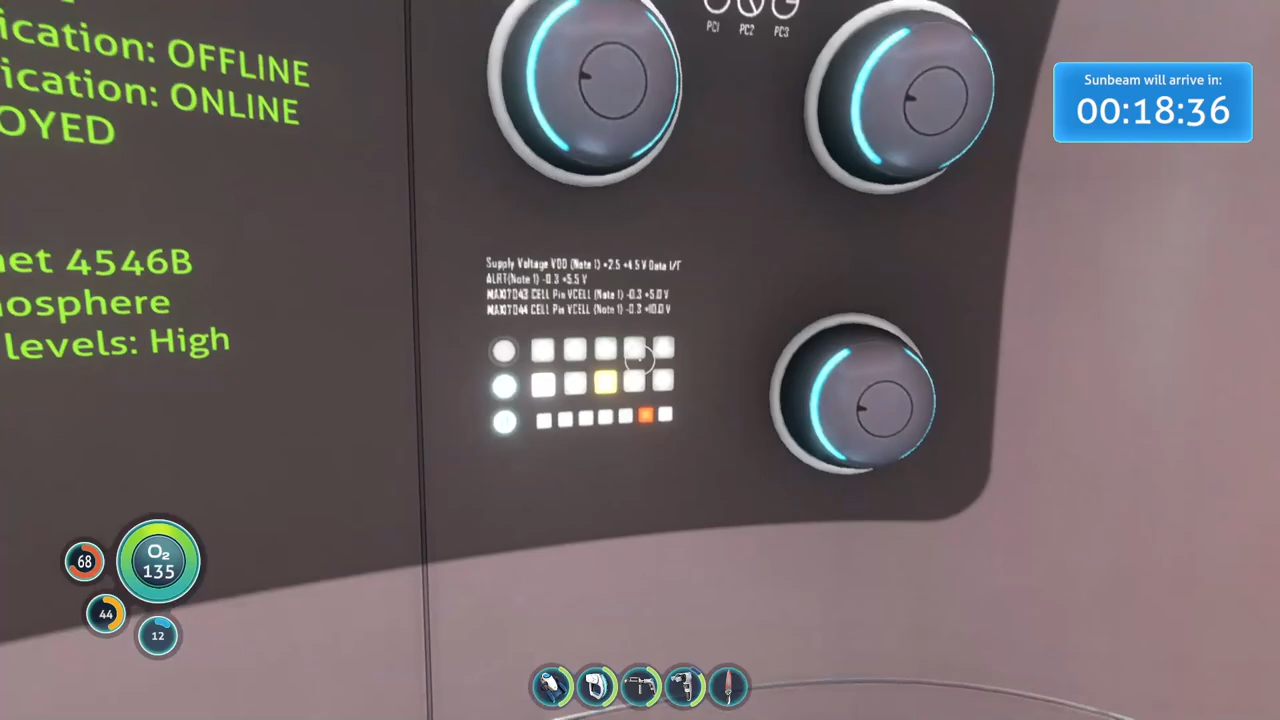 ication: OFFLINE
ication: ONLINE
OYED
net 4546B
nosphere
levels: High
PC1 PC2 PC3
Supply Voltage VDD (Note 1) +2.5 +4.5 V Data I/T
ALRT(Note 1) -0.3 +5.5 V
MAX17043 CELL Pin VCELL (Note 1) -0.3 +5.0 V
MAX17044 CELL Pin VCELL (Note 1) -0.3 +10.0 V
Sunbeam will arrive in:
00:18:36
68
O₂
135
44
12